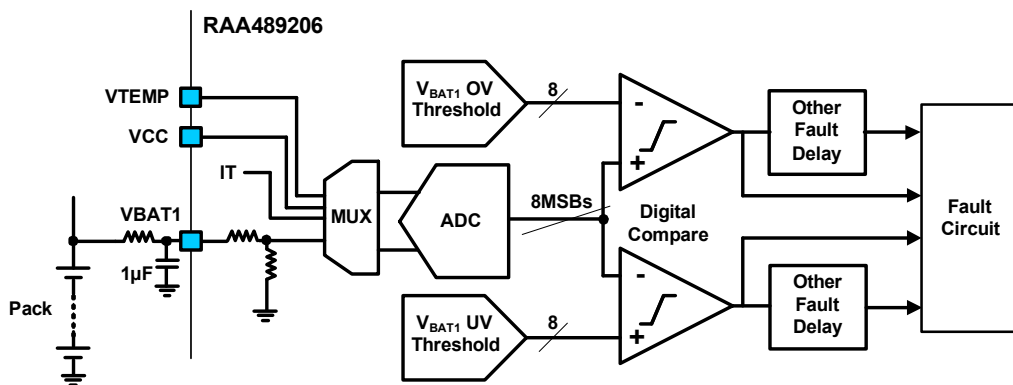 RAA489206
VTEMP
VCC
IT
VBAT1
1µF
Pack
MUX
ADC
VBAT1 OV
Threshold
8
8MSBs
VBAT1 UV
Threshold
8
-
+
Digital
Compare
-
+
Other
Fault
Delay
Other
Fault
Delay
Fault
Circuit